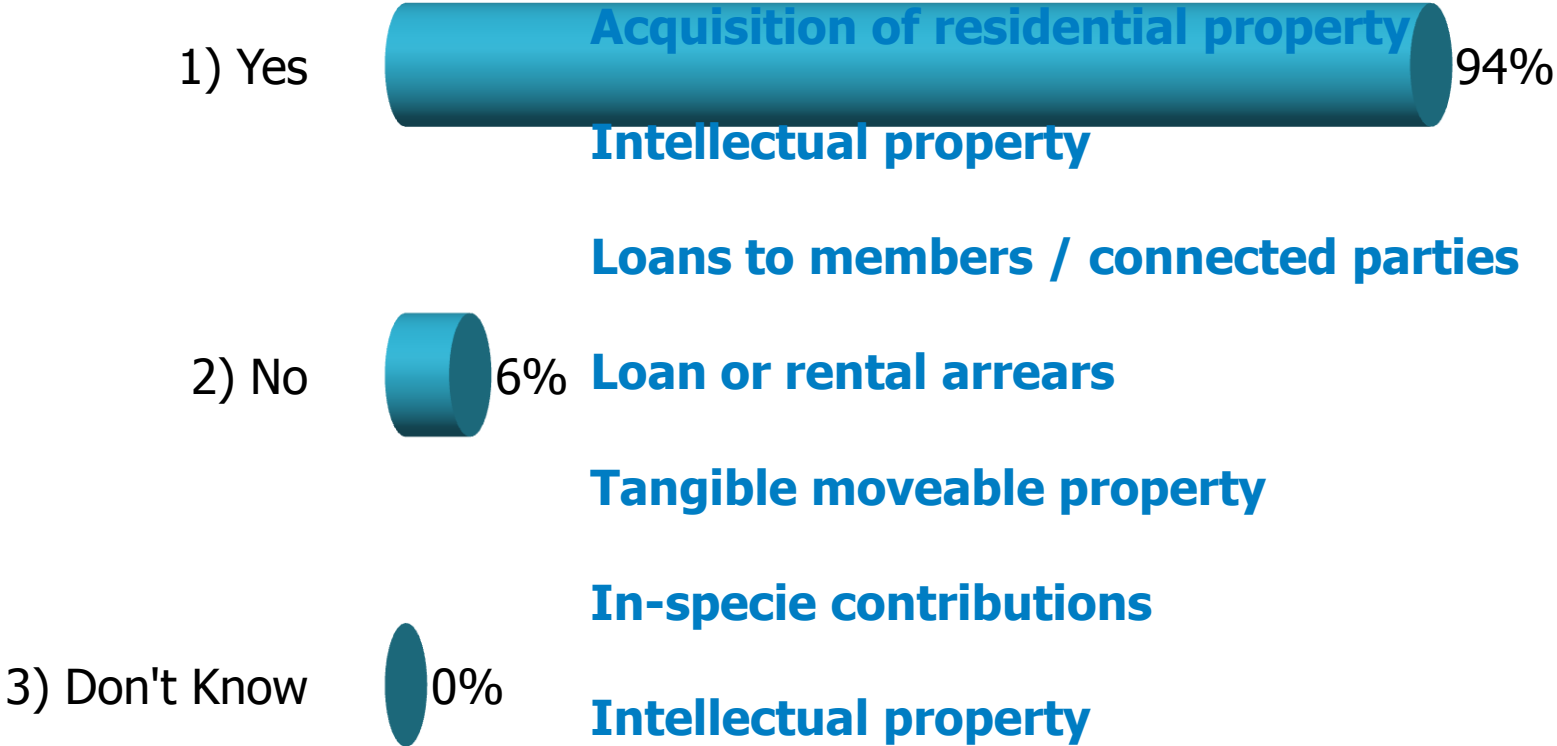 Acquisition of residential property
1) Yes 94%
Intellectual property
Loans to members / connected parties
2) No 6% Loan or rental arrears
Tangible moveable property
In-specie contributions
3) Don't Know 0%
Intellectual property